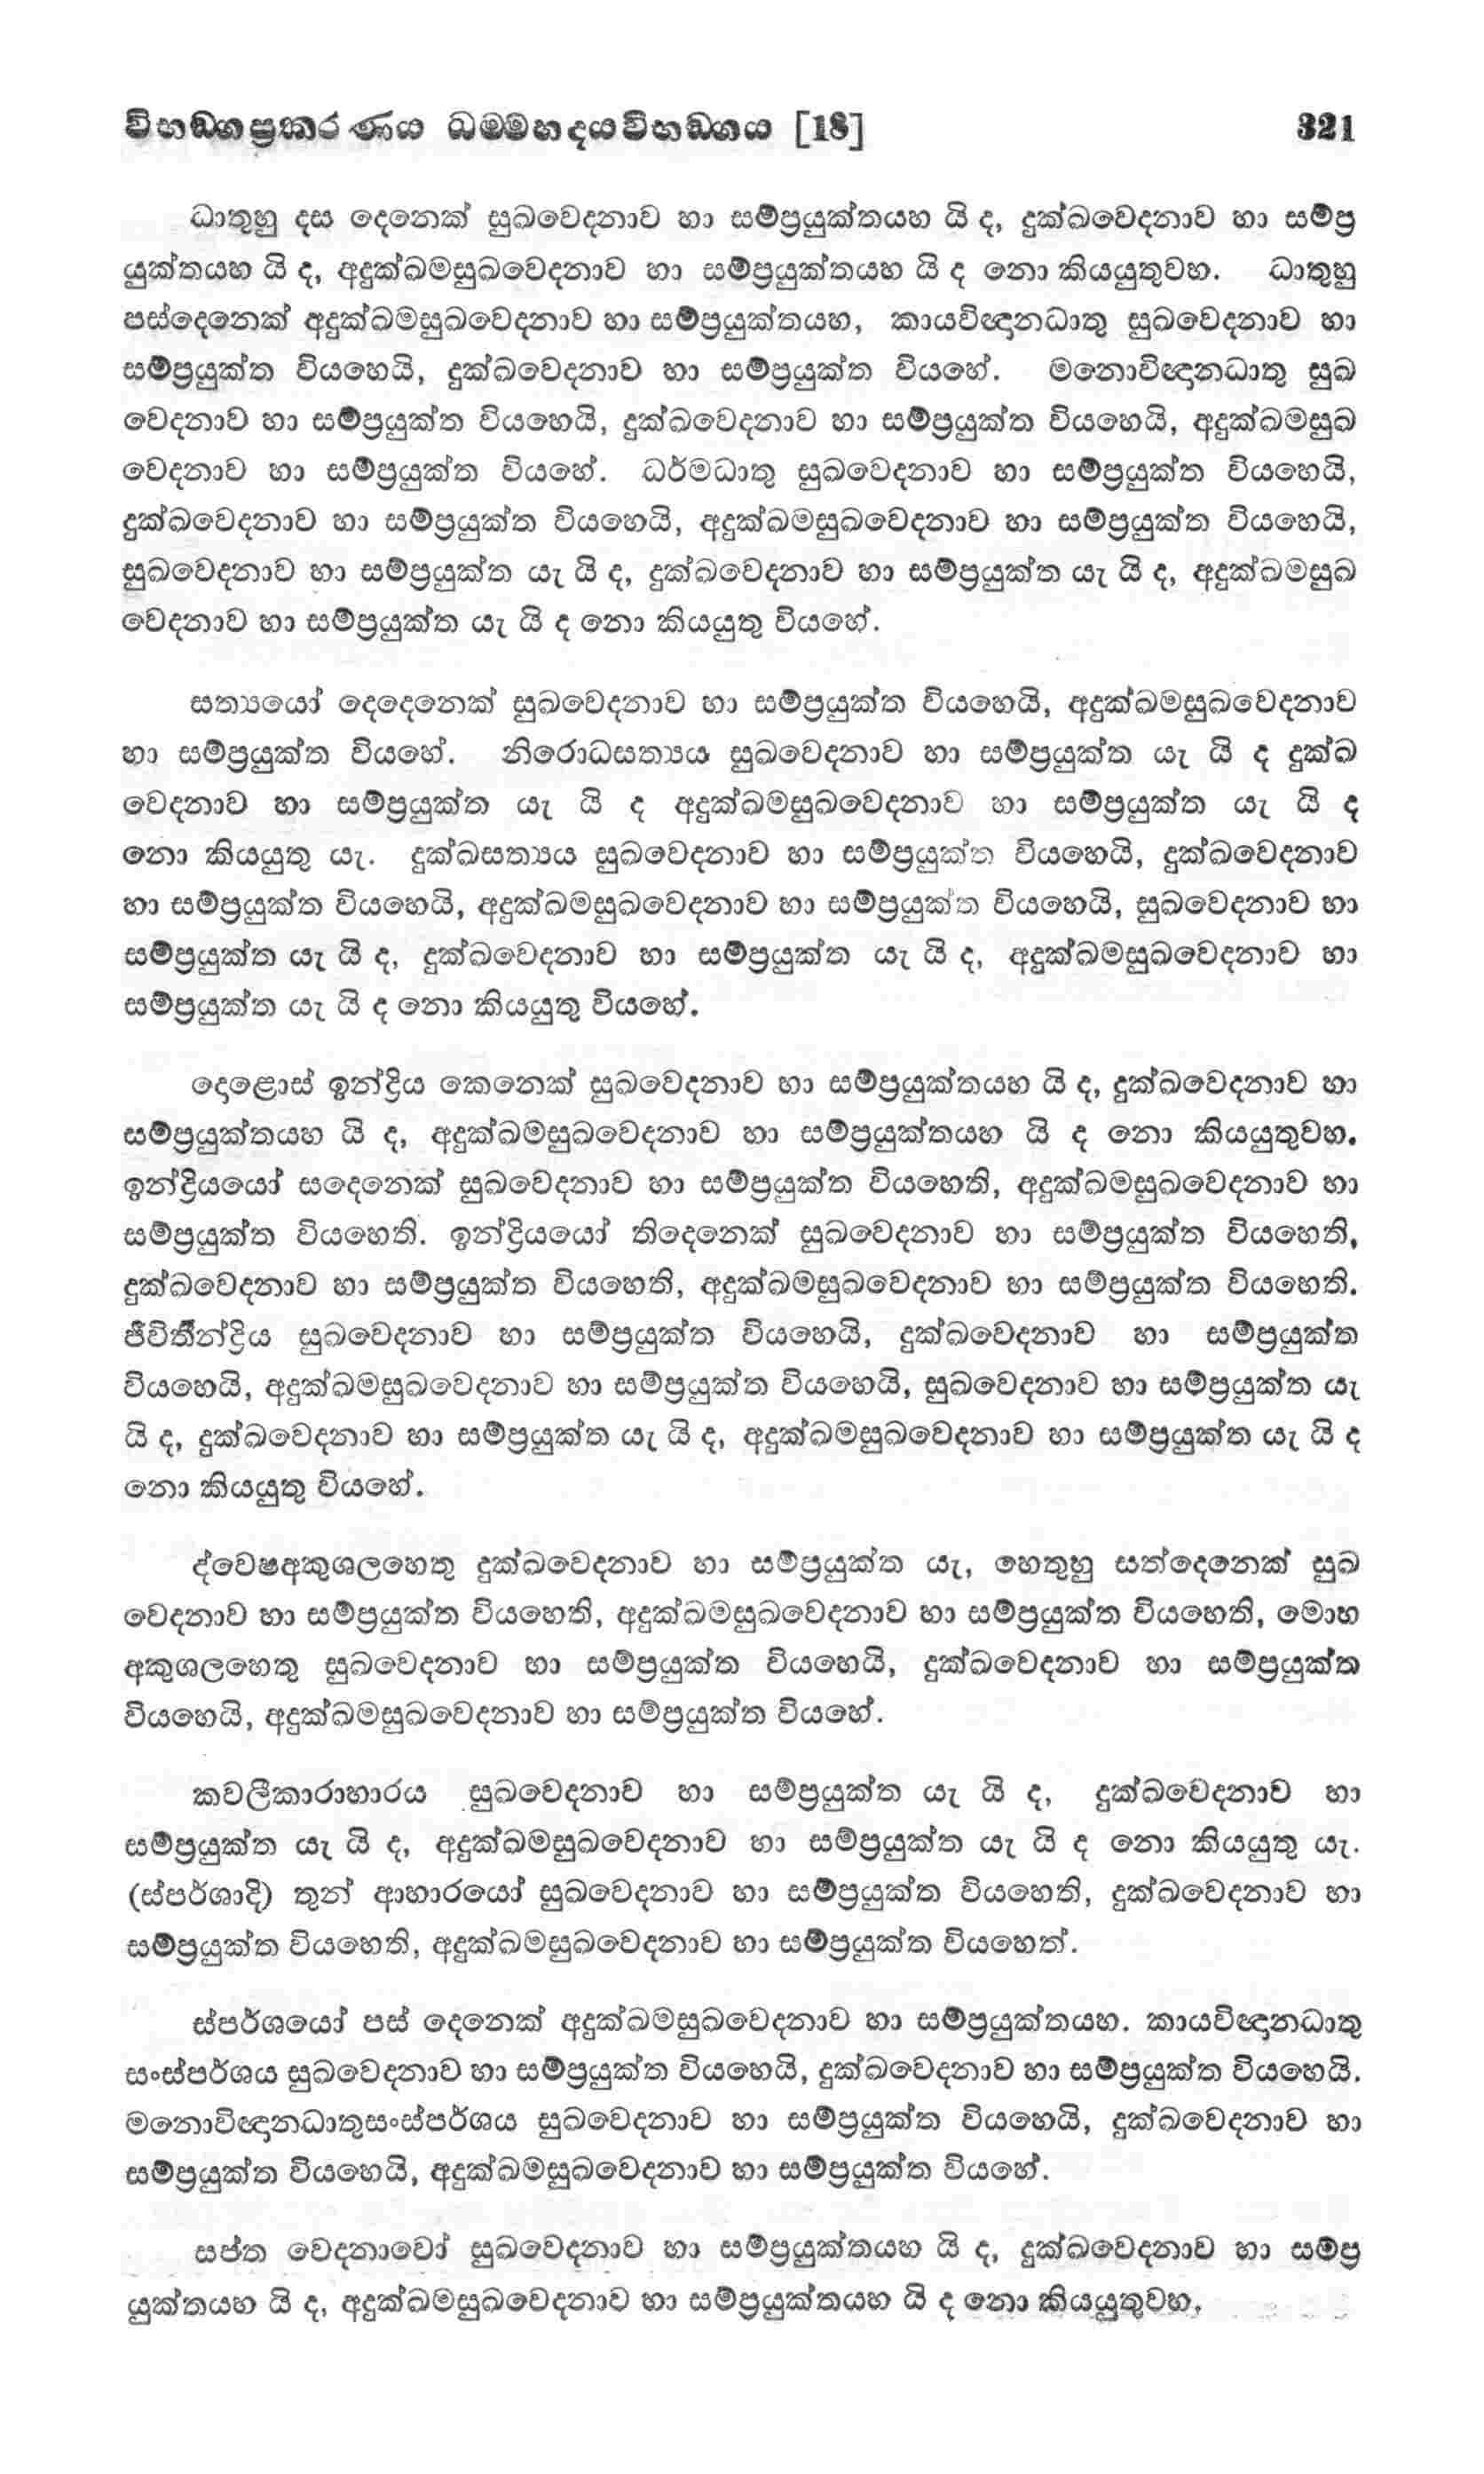 විභඞගප්‍රකරණය ධමමහදයවිභඞගය [18] 321
ධාතුහු දස දෙනෙක් සුඛවෙදනාව හා සම්ප්‍රයුක්තයහ යි ද, දුක්ඛවෙදනාව හා සම්ප්‍ර
යුක්තයහ යි ද, අදුක්ඛමසුඛවෙදනාව හා සම්ප්‍රයුක්තයහ යි ද නො කියයුතුවහ. ධාතුහු
පස්දෙනෙක් අදුක්ඛමසුඛවෙදනාව හා සම්ප්‍රයුක්තයහ, කායවිඥානධාතු සුඛවෙදනාව හා
සම්ප්‍රයුක්ත වියහෙයි, දුක්ඛවෙදනාව හා සම්ප්‍රයුක්ත වියහේ. මනොවිඥානධාතු සුඛ
වෙදනාව හා සම්ප්‍රයුක්ත වියහෙයි, දුක්ඛවෙදනාව හා සම්ප්‍රයුක්ත වියහෙයි, අදුක්ඛමසුඛ
වෙදනාව හා සම්ප්‍රයුක්ත වියහේ. ධර්මධාතු සුඛවෙදනාව හා සම්ප්‍රයුක්ත වියහෙයි,
දුක්ඛවෙදනාව හා සම්ප්‍රයුක්ත වියහෙයි, අදුක්ඛමසුඛවෙදනාව හා සම්ප්‍රයුක්ත වියහෙයි,
සුඛවෙදනාව හා සම්ප්‍රයුක්ත යැ යි ද, දුක්ඛවෙදනාව හා සම්ප්‍රයුක්ත යැ යි ද, අදුක්ඛමසුඛ
වෙදනාව හා සම්ප්‍රයුක්ත යැ යි ද නො කියයුතු වියහේ.
සත්‍යයෝ දෙදෙනෙක් සුඛවෙදනාව හා සම්ප්‍රයුක්ත වියහෙයි, අදුක්ඛමසුඛවෙදනාව
හා සම්ප්‍රයුක්ත වියහේ. නිරොධසත්‍යය සුඛවෙදනාව හා සම්ප්‍රයුක්ත යැ යි ද දුක්ඛ
වෙදනාව හා සම්ප්‍රයුක්ත යැ යි ද අදුක්ඛමසුඛවෙදනාව හා සම්ප්‍රයුක්ත යැ යි ද
නො කියයුතු යැ. දුක්ඛසත්‍යය සුඛවෙදනාව හා සම්ප්‍රයුක්ත වියහෙයි, දුක්ඛවෙදනාව
හා සම්ප්‍රයුක්ත වියහෙයි, අදුක්ඛමසුඛවෙදනාව හා සම්ප්‍රයුක්ත වියහෙයි, සුඛවෙදනාව හා
සම්ප්‍රයුක්ත යැ යි ද, දුක්ඛවෙදනාව හා සම්ප්‍රයුක්ත යැ යි ද, අදුක්ඛමසුඛවෙදනාව හා
සම්ප්‍රයුක්ත යැ යි ද නො කියයුතු වියහේ.
දෙළොස් ඉන්ද්‍රිය කෙනෙක් සුඛවෙදනාව හා සම්ප්‍රයුක්තයහ යි ද, දුක්ඛවෙදනාව හා
සම්ප්‍රයුක්තයහ යි ද, අදුක්ඛමසුඛවෙදනාව හා සම්ප්‍රයුක්තයහ යි ද නො කියයුතුවහ.
ඉන්ද්‍රියයෝ සදෙනෙක් සුඛවෙදනාව හා සම්ප්‍රයුක්ත වියහෙති, අදුක්ඛමසුඛවෙදනාව හා
සම්ප්‍රයුක්ත වියහෙති. ඉන්ද්‍රියයෝ තිදෙනෙක් සුඛවෙදනාව හා සම්ප්‍රයුක්ත වියහෙති,
දුක්ඛවෙදනාව හා සම්ප්‍රයුක්ත වියහෙති, අදුක්ඛමසුඛවෙදනාව හා සම්ප්‍රයුක්ත වියහෙති.
ජීවිතීන්ද්‍රිය සුඛවෙදනාව හා සම්ප්‍රයුක්ත වියහෙයි, දුක්ඛවෙදනාව හා සම්ප්‍රයුක්ත
වියහෙයි, අදුක්ඛමසුඛවෙදනාව හා සම්ප්‍රයුක්ත වියහෙයි, සුඛවෙදනාව හා සම්ප්‍රයුක්ත යැ
යි ද, දුක්ඛවෙදනාව හා සම්ප්‍රයුක්ත යැ යි ද, අදුක්ඛමසුඛවෙදනාව හා සම්ප්‍රයුක්ත යැ යි ද
නො කියයුතු වියහේ.
ද්වෙෂඅකුශලහෙතු දුක්ඛවෙදනාව හා සම්ප්‍රයුක්ත යැ, හෙතුහු සත්දෙනෙක් සුඛ
වෙදනාව හා සම්ප්‍රයුක්ත වියහෙති, අදුක්ඛමසුඛවෙදනාව හා සම්ප්‍රයුක්ත වියහෙති, මොහ
අකුශලහෙතු සුඛවෙදනාව හා සම්ප්‍රයුක්ත වියහෙයි, දුක්ඛවෙදනාව හා සම්ප්‍රයුක්ත
වියහෙයි, අදුක්ඛමසුඛවෙදනාව හා සම්ප්‍රයුක්ත වියහේ.
කවලිකාරාහාරය සුඛවෙදනාව හා සම්ප්‍රයුක්ත යැ යි ද, දුක්ඛවෙදනාව හා
සම්ප්‍රයුක්ත යැ යි ද, අදුක්ඛමසුඛවෙදනාව හා සම්ප්‍රයුක්ත යැ යි ද නො කියයුතු යැ.
(ස්පර්ශාදි) තුන් ආහාරයෝ සුඛවෙදනාව හා සම්ප්‍රයුක්ත වියහෙති, දුක්ඛවෙදනාව හා
සම්ප්‍රයුක්ත වියහෙති, අදුක්ඛමසුඛවෙදනාව හා සම්ප්‍රයුක්ත වියහෙත්.
ස්පර්ශයෝ පස් දෙනෙක් අදුක්ඛමසුඛවෙදනාව හා සම්ප්‍රයුක්තයහ. කායවිඥානධාතු
සංස්පර්ශය සුඛවෙදනාව හා සම්ප්‍රයුක්ත වියහෙයි, දුක්ඛවෙදනාව හා සම්ප්‍රයුක්ත වියහෙයි.
මනොවිඥානධාතුසංස්පර්ශය සුඛවෙදනාව හා සම්ප්‍රයුක්ත වියහෙයි, දුක්ඛවෙදනාව හා
සම්ප්‍රයුක්ත වියහෙයි, අදුක්ඛමසුඛවෙදනාව හා සම්ප්‍රයුක්ත වියහේ.
සප්ත වෙදනාවෝ සුඛවෙදනාව හා සම්ප්‍රයුක්තයහ යි ද, දුක්ඛවෙදනාව හා සම්ප්‍ර
යුක්තයහ යි ද, අදුක්ඛමසුඛවෙදනාව හා සම්ප්‍රයුක්තයහ යි ද නො කියයුතුවහ.